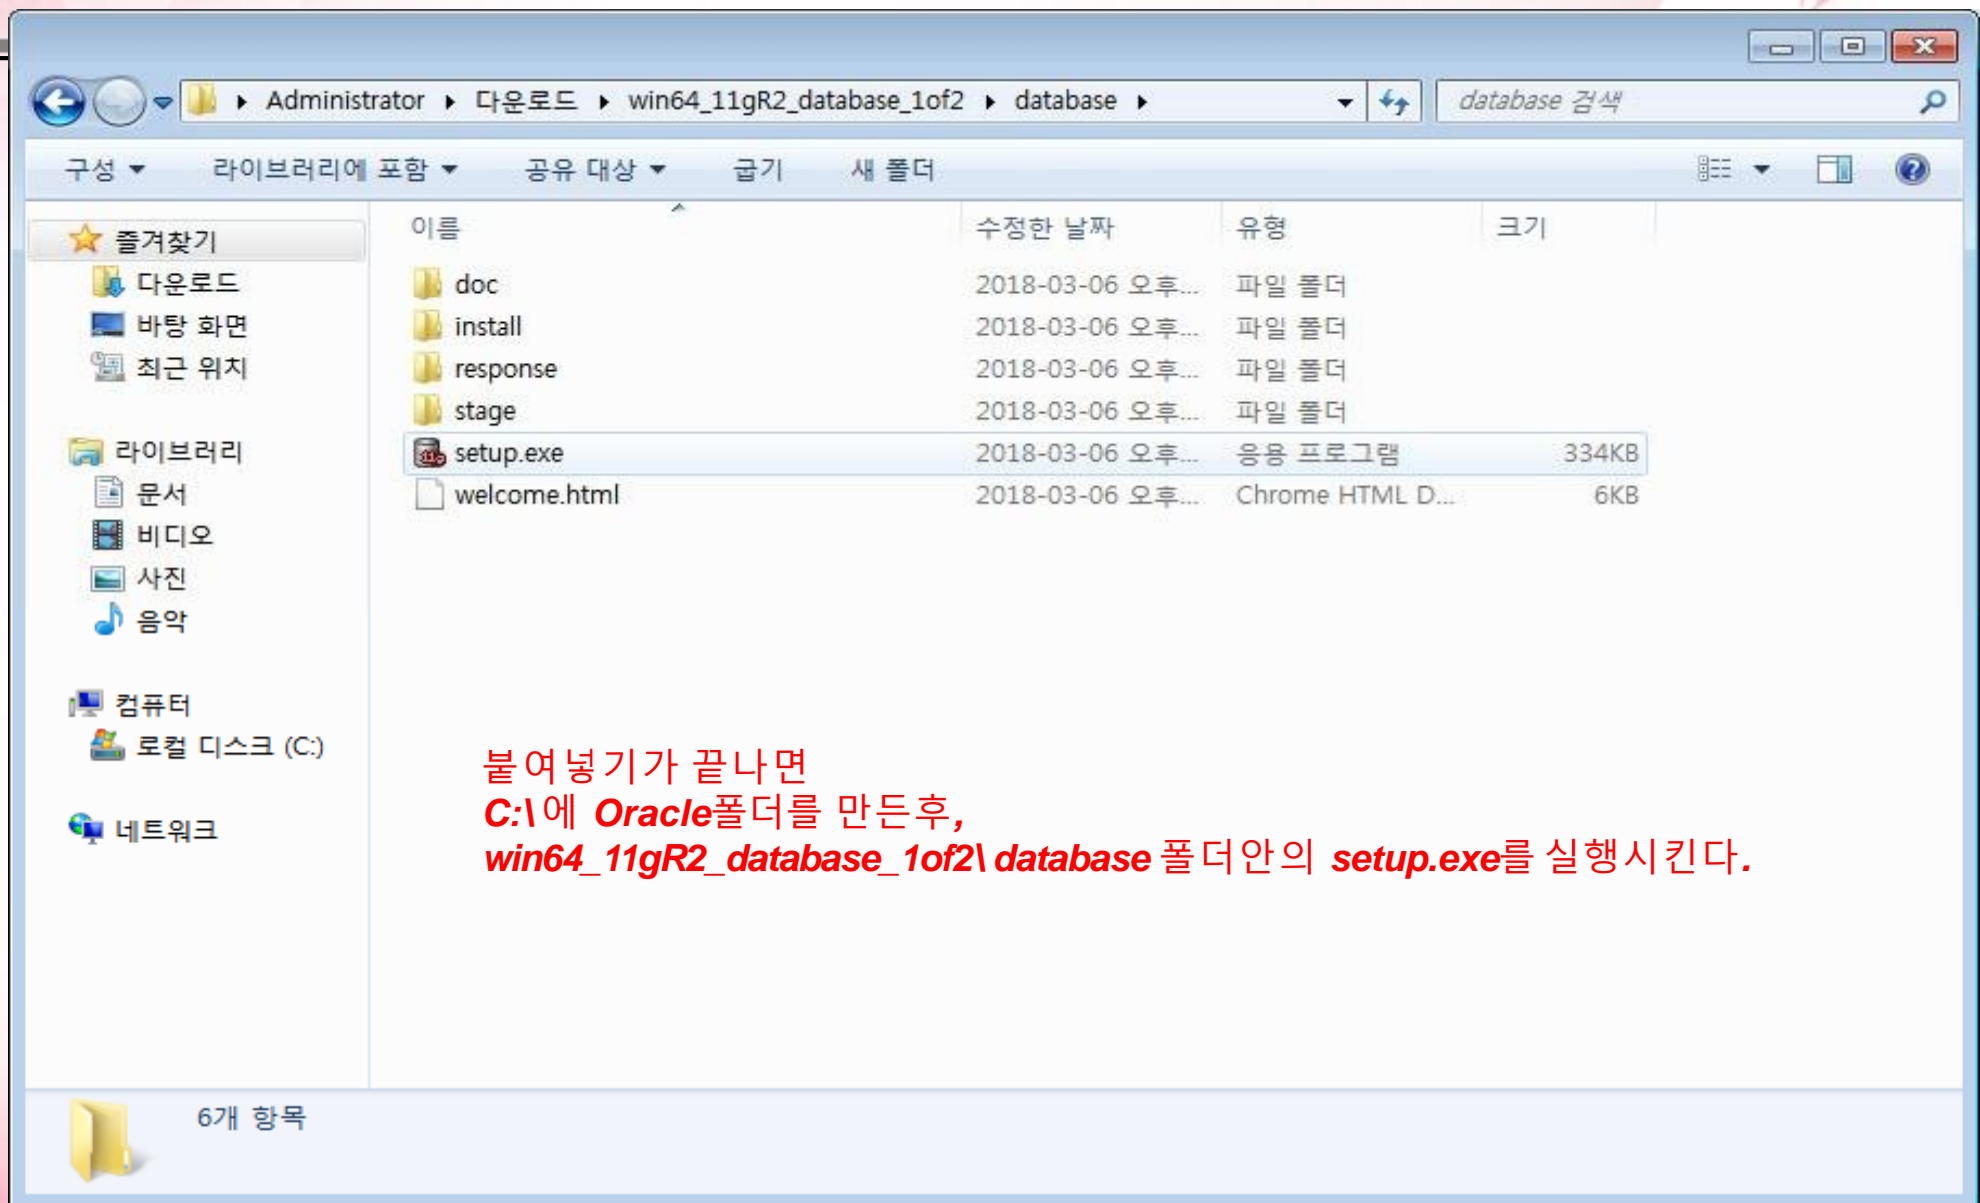 Administrator 다운로드 win64_11gR2_database_1of2 database
database 검색
구성 라이브러리에 포함 공유 대상 굽기 새 폴더
이름 수정한 날짜 유형 크기
doc 2018-03-06 오후... 파일 폴더
install 2018-03-06 오후... 파일 폴더
response 2018-03-06 오후... 파일 폴더
stage 2018-03-06 오후... 파일 폴더
setup.exe 2018-03-06 오후... 응용 프로그램 334KB
welcome.html 2018-03-06 오후... Chrome HTML D... 6KB
즐겨찾기
다운로드
바탕 화면
최근 위치
라이브러리
문서
비디오
사진
음악
컴퓨터
로컬 디스크 (C:)
네트워크
붙여넣기가 끝나면
C:\에 Oracle폴더를 만든후,
win64_11gR2_database_1of2\database 폴더안의 setup.exe를 실행시킨다.
6개 항목